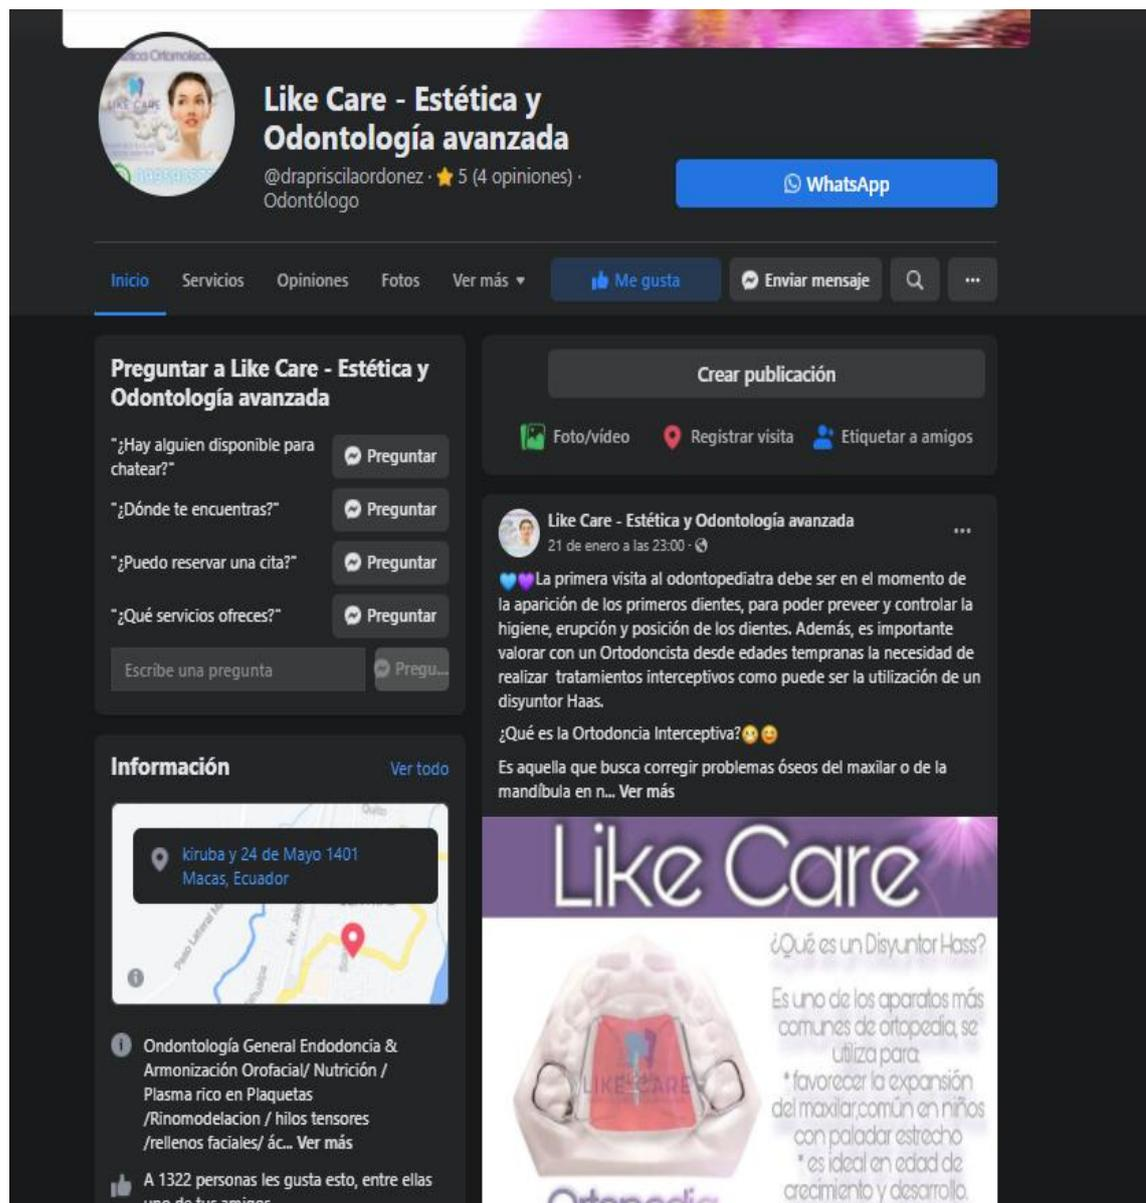 LIKE CARE
Like Care - Estética y
Odontología avanzada
@drapriscilaordonez · 5 (4 opiniones) ·
Odontólogo
WhatsApp
Inicio
Servicios
Opiniones
Fotos
Ver más
Me gusta
Enviar mensaje
Preguntar a Like Care - Estética y
Odontología avanzada
"¿Hay alguien disponible para
chatear?"
Preguntar
"¿Dónde te encuentras?"
Preguntar
"¿Puedo reservar una cita?"
Preguntar
"¿Qué servicios ofreces?"
Preguntar
Escribe una pregunta
Pregu...
Información
Ver todo
Quito
kiruba y 24 de Mayo 1401
Macas, Ecuador
Ondontología General Endodoncia &
Armonización Orofacial/ Nutrición /
Plasma rico en Plaquetas
/Rinomodelacion / hilos tensores
/rellenos faciales/ ác... Ver más
A 1322 personas les gusta esto, entre ellas
uno de tus amigos
Crear publicación
Foto/vídeo
Registrar visita
Etiquetar a amigos
Like Care - Estética y Odontología avanzada
21 de enero a las 23:00 ·
La primera visita al odontopediatra debe ser en el momento de
la aparición de los primeros dientes, para poder preveer y controlar la
higiene, erupción y posición de los dientes. Además, es importante
valorar con un Ortodoncista desde edades tempranas la necesidad de
realizar tratamientos interceptivos como puede ser la utilización de un
disyuntor Haas.
¿Qué es la Ortodoncia Interceptiva?
Es aquella que busca corregir problemas óseos del maxilar o de la
mandíbula en n... Ver más
Like Care
¿Qué es un Disyuntor Hass?
Es uno de los aparatos más
comunes de ortopedia, se
utiliza para:
* favorecer la expansión
del maxilar,común en niños
con paladar estrecho
* es ideal en edad de
crecimiento y desarrollo.
LIKE CARE
Ortopedia